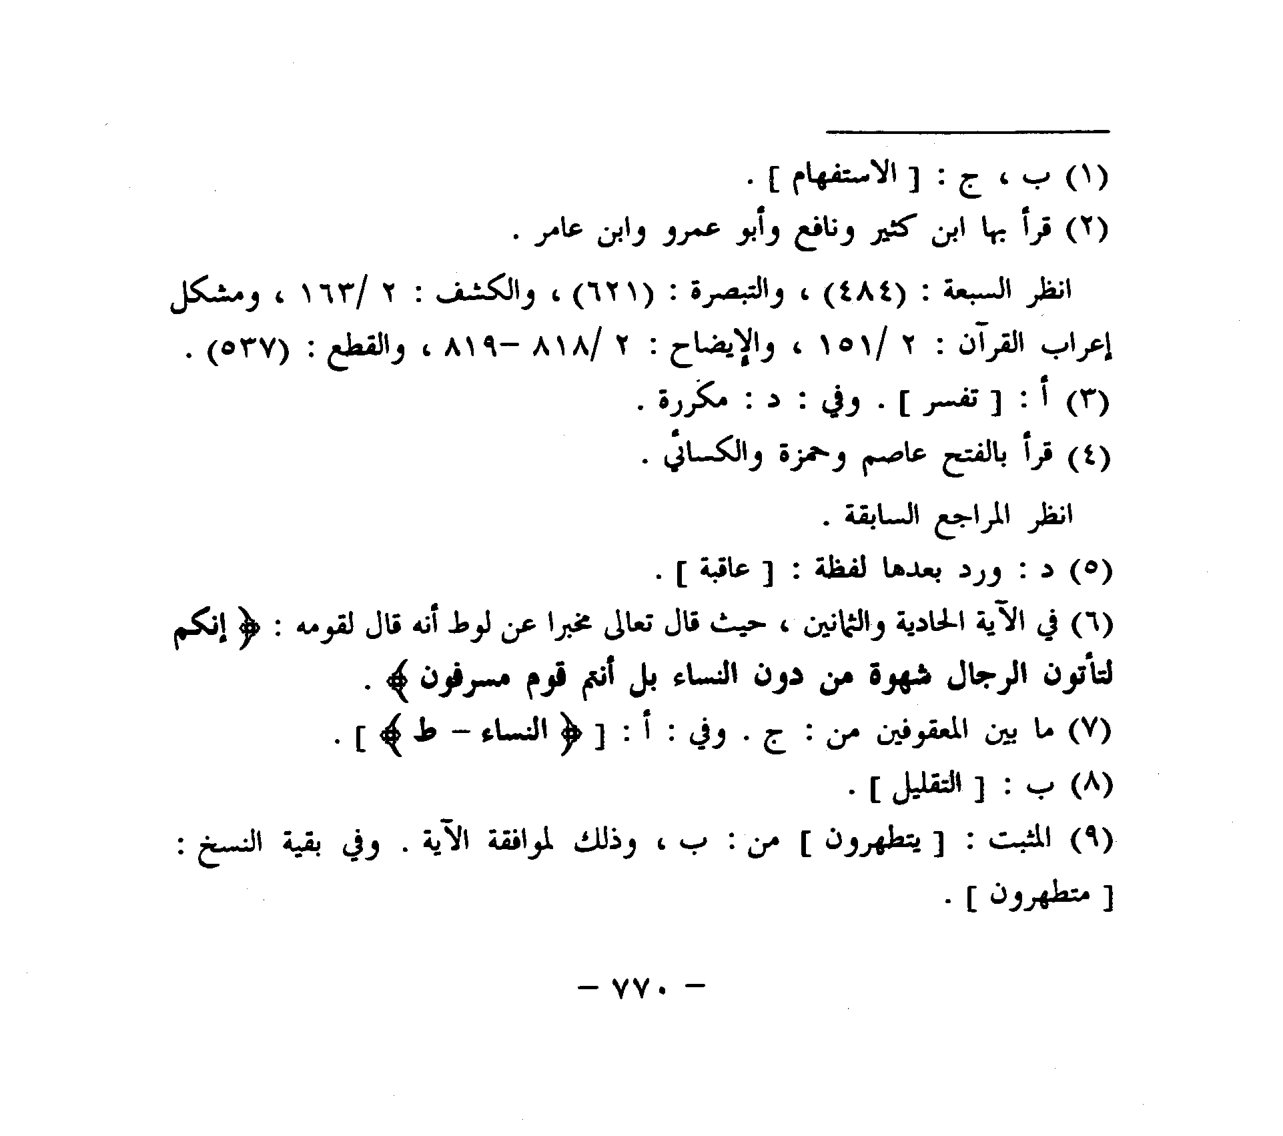 (١) ب ، ج : [ الاستفهام ] .
(٢) قرأ بها ابن كثير ونافع وأبو عمرو وابن عامر .
انظر السبعة : (٤٨٤) ، والتبصرة : (٦٢١) ، والكشف : ٢ /١٦٣ ، ومشكل
إعراب القرآن : ٢ /١٥١ ، والإيضاح : ٢ /٨١٨ –٨١٩ ، والقطع : (٥٣٧) .
(٣) أ : [ تفسر ] . وفي : د : مكررة .
(٤) قرأ بالفتح عاصم وحمزة والكسائي .
انظر المراجع السابقة .
(٥) د : ورد بعدها لفظة : [ عاقبة ] .
(٦) في الآية الحادية والثمانين ، حيث قال تعالى مخبرا عن لوط أنه قال لقومه : ﴿ إنكم
لتأتون الرجال شهوة من دون النساء بل أنتم قوم مسرفون ﴾ .
(٧) ما بين المعقوفين من : ج . وفي : أ : [ ﴿ النساء – ط ﴾ ] .
(٨) ب : [ التقليل ] .
(٩) المثبت : [ يتطهرون ] من : ب ، وذلك لموافقة الآية . وفي بقية النسخ :
[ متطهرون ] .
– ٧٧٠ –